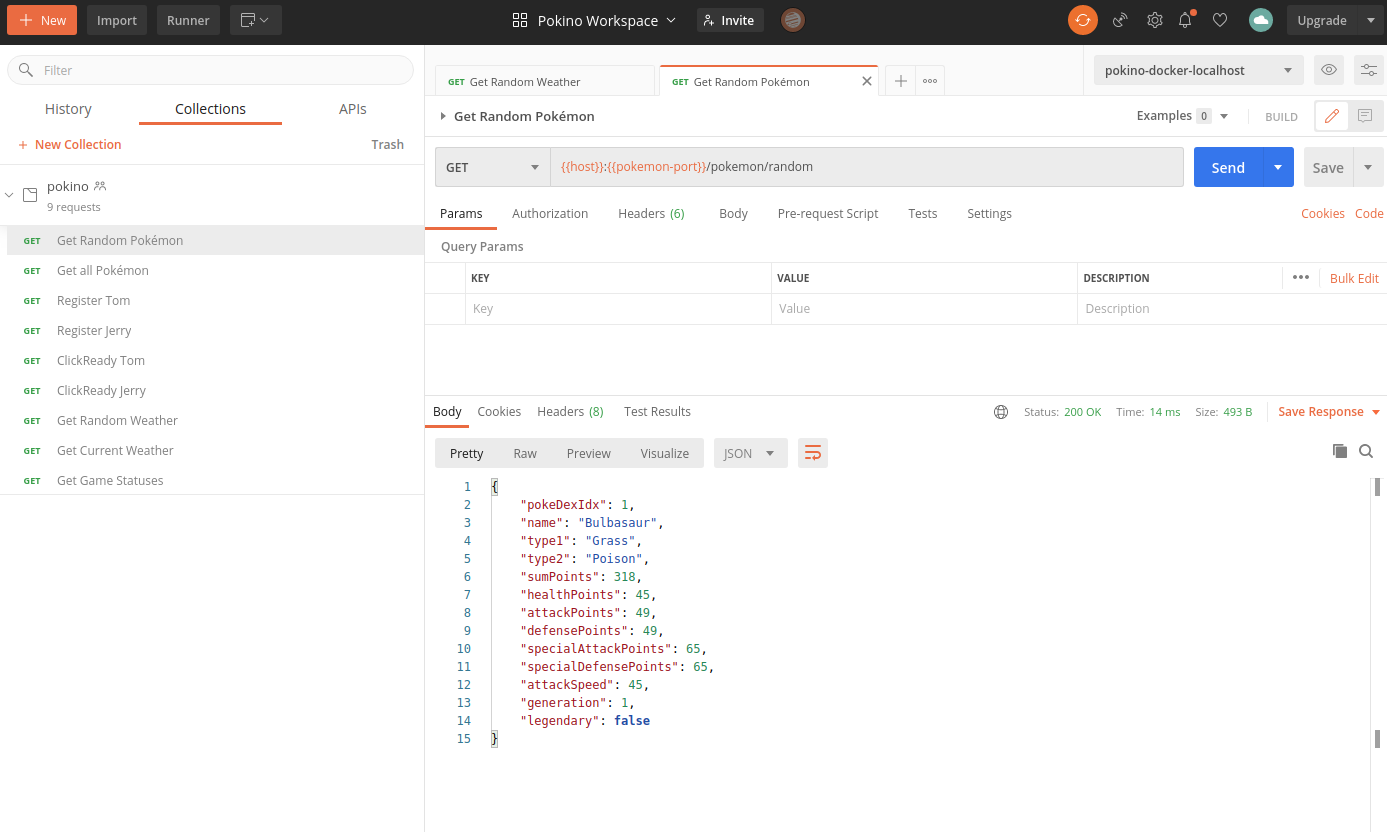 New Import Runner Pokino Workspace Invite Upgrade
Filter
History Collections APIs
New Collection Trash
pokino
9 requests
GET Get Random Pokémon
GET Get all Pokémon
GET Register Tom
GET Register Jerry
GET ClickReady Tom
GET ClickReady Jerry
GET Get Random Weather
GET Get Current Weather
GET Get Game Statuses
GET Get Random Weather GET Get Random Pokémon pokino-docker-localhost
Get Random Pokémon Examples 0 BUILD
GET {{host}}:{{pokemon-port}}/pokemon/random Send Save
Params Authorization Headers (6) Body Pre-request Script Tests Settings Cookies Code
Query Params
KEY VALUE DESCRIPTION Bulk Edit
Key Value Description
Body Cookies Headers (8) Test Results Status: 200 OK Time: 14 ms Size: 493 B Save Response
Pretty Raw Preview Visualize JSON
1 {
2 "pokeDexIdx": 1,
3 "name": "Bulbasaur",
4 "type1": "Grass",
5 "type2": "Poison",
6 "sumPoints": 318,
7 "healthPoints": 45,
8 "attackPoints": 49,
9 "defensePoints": 49,
10 "specialAttackPoints": 65,
11 "specialDefensePoints": 65,
12 "attackSpeed": 45,
13 "generation": 1,
14 "legendary": false
15 }